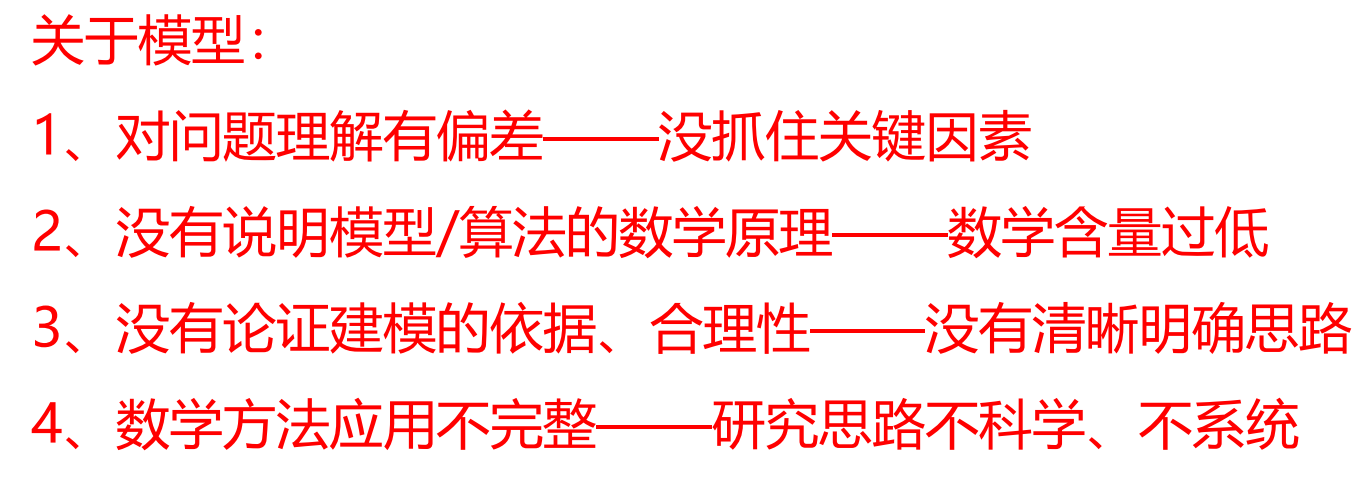 关于模型：
1、对问题理解有偏差——没抓住关键因素
2、没有说明模型/算法的数学原理——数学含量过低
3、没有论证建模的依据、合理性——没有清晰明确思路
4、数学方法应用不完整——研究思路不科学、不系统